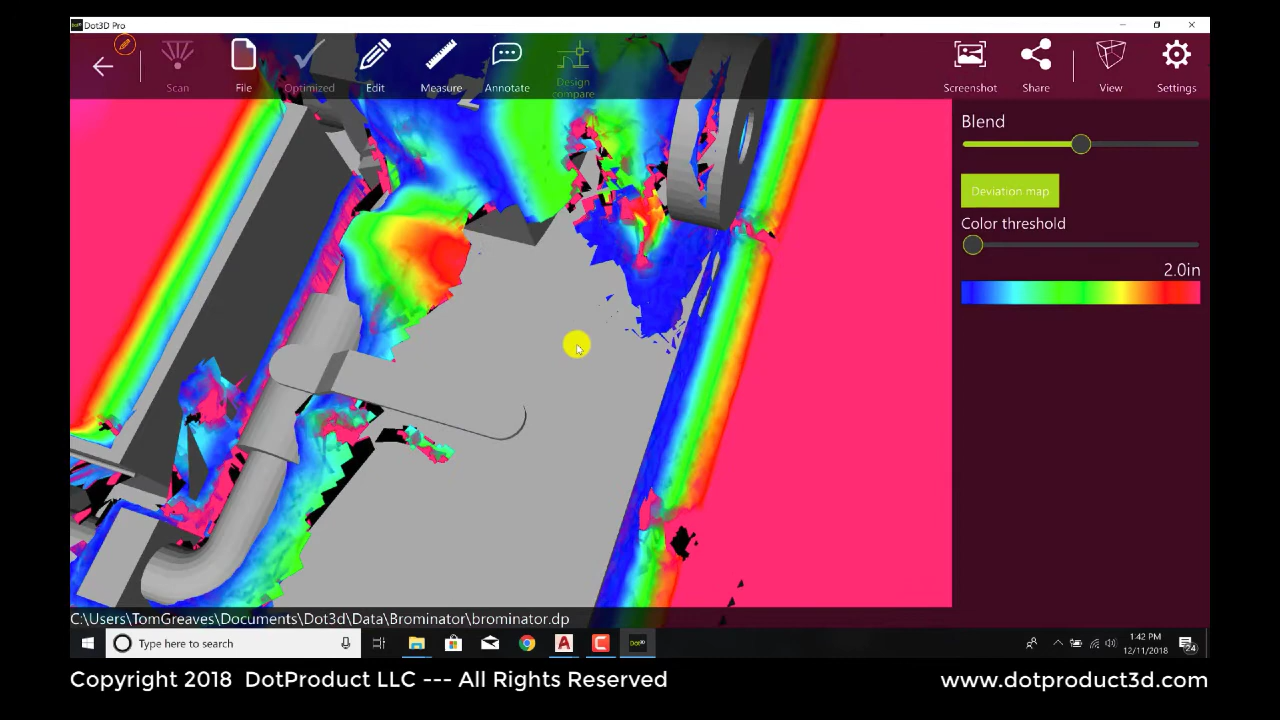 Dot3D Pro
Scan
File
Optimized
Edit
Measure
Annotate
Design compare
Screenshot
Share
View
Settings
Blend
Deviation map
Color threshold
2.0in
C:\Users\TomGreaves\Documents\Dot3d\Data\Brominator\brominator.dp
Type here to search
1:42 PM
12/11/2018
24
Copyright 2018 DotProduct LLC --- All Rights Reserved
www.dotproduct3d.com